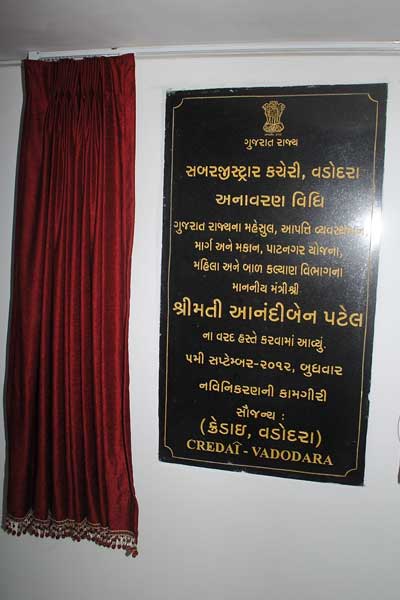 ગુજરાત રાજ્ય
સબરજીસ્ટ્રાર કચેરી, વડોદરા
અનાવરણ વિધિ
ગુજરાત રાજ્યના મહેસુલ, આપત્તિ વ્યવસ્થાપન,
માર્ગ અને મકાન, પાટનગર યોજના,
મહિલા અને બાળ કલ્યાણ વિભાગના
માનનીય મંત્રીશ્રી
શ્રીમતી આનંદીબેન પટેલ
ના વરદ હસ્તે કરવામાં આવ્યું.
૫મી સપ્ટેમ્બર-૨૦૧૨, બુધવાર
નવિનિકરણની કામગીરી
સૌજન્ય :
(ક્રેડાઇ, વડોદરા)
CREDAÎ - VADODARA